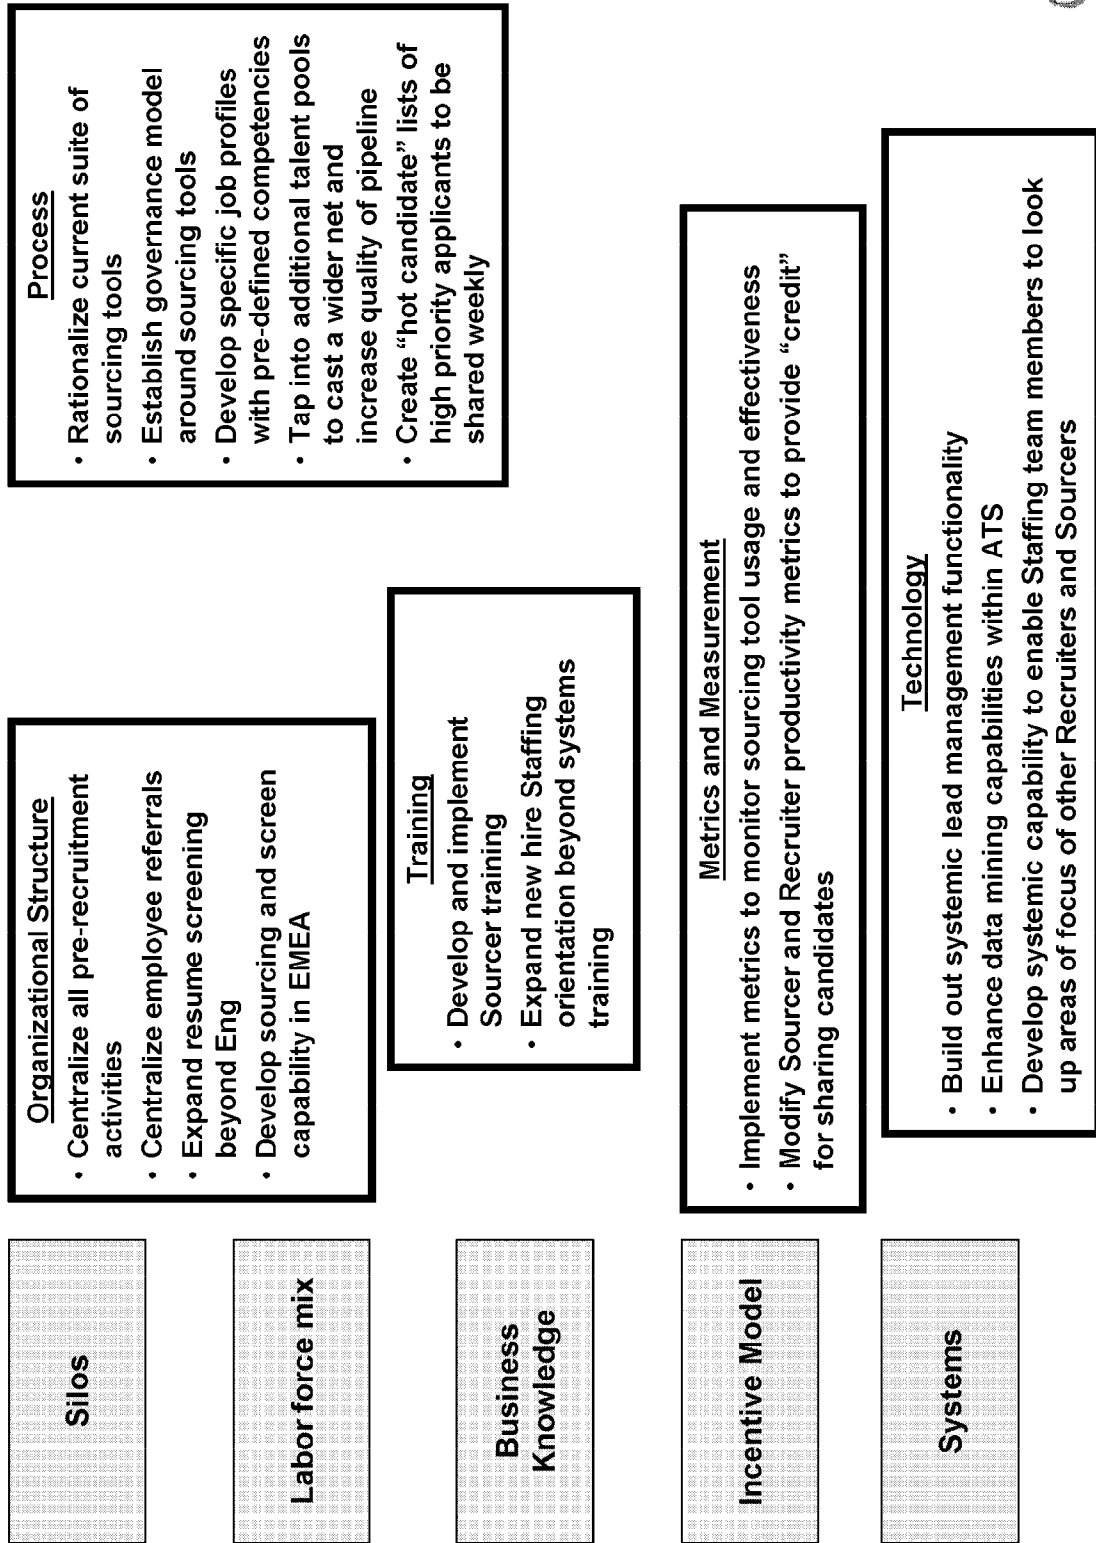 Silos
Labor force mix
Business
Knowledge
Incentive Model
Systems
Organizational Structure
• Centralize all pre-recruitment
activities
• Centralize employee referrals
• Expand resume screening
beyond Eng
• Develop sourcing and screen
capability in EMEA
Process
• Rationalize current suite of
sourcing tools
• Establish governance model
around sourcing tools
• Develop specific job profiles
with pre-defined competencies
• Tap into additional talent pools
to cast a wider net and
increase quality of pipeline
• Create “hot candidate” lists of
high priority applicants to be
shared weekly
Training
• Develop and implement
Sourcer training
• Expand new hire Staffing
orientation beyond systems
training
Metrics and Measurement
• Implement metrics to monitor sourcing tool usage and effectiveness
• Modify Sourcer and Recruiter productivity metrics to provide “credit”
for sharing candidates
Technology
• Build out systemic lead management functionality
• Enhance data mining capabilities within ATS
• Develop systemic capability to enable Staffing team members to look
up areas of focus of other Recruiters and Sourcers